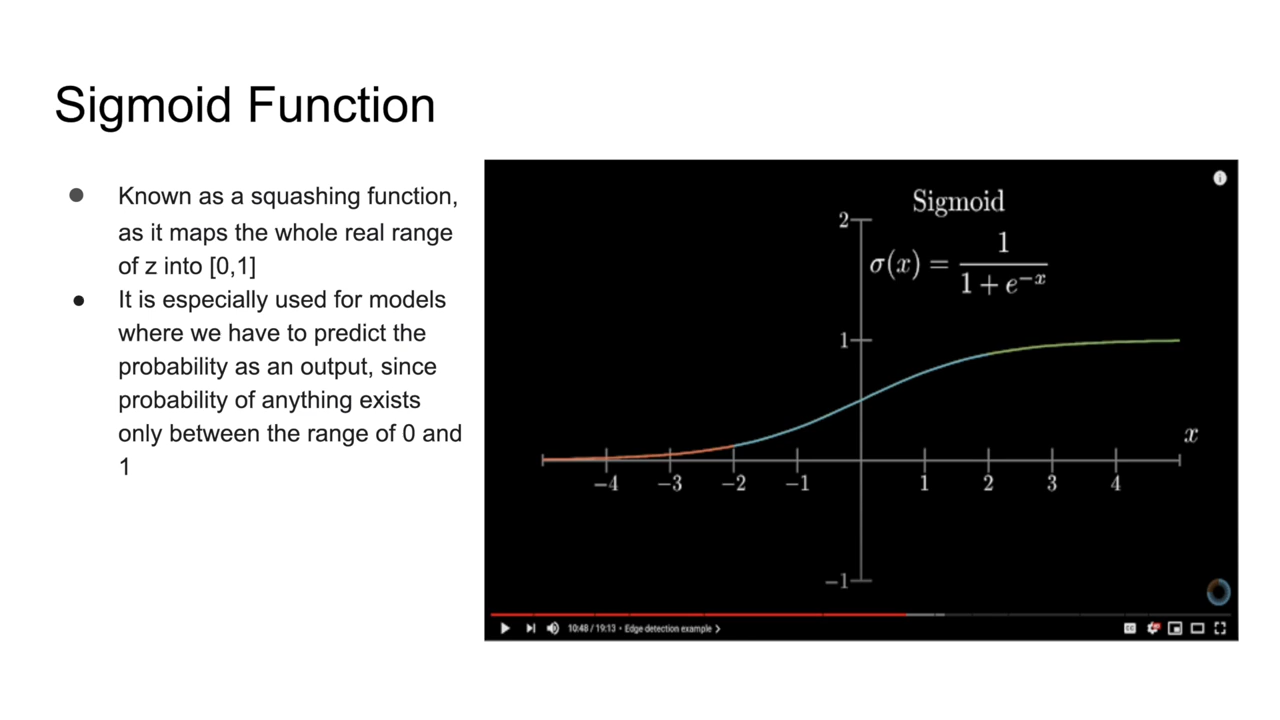 Sigmoid Function
● Known as a squashing function,
as it maps the whole real range
of z into [0,1]
● It is especially used for models
where we have to predict the
probability as an output, since
probability of anything exists
only between the range of 0 and
1
Sigmoid
σ(x) = 1 / (1 + e^{−x})
2
1
x
−4 −3 −2 −1 1 2 3 4
−1
10:48 / 19:13 • Edge detection example >